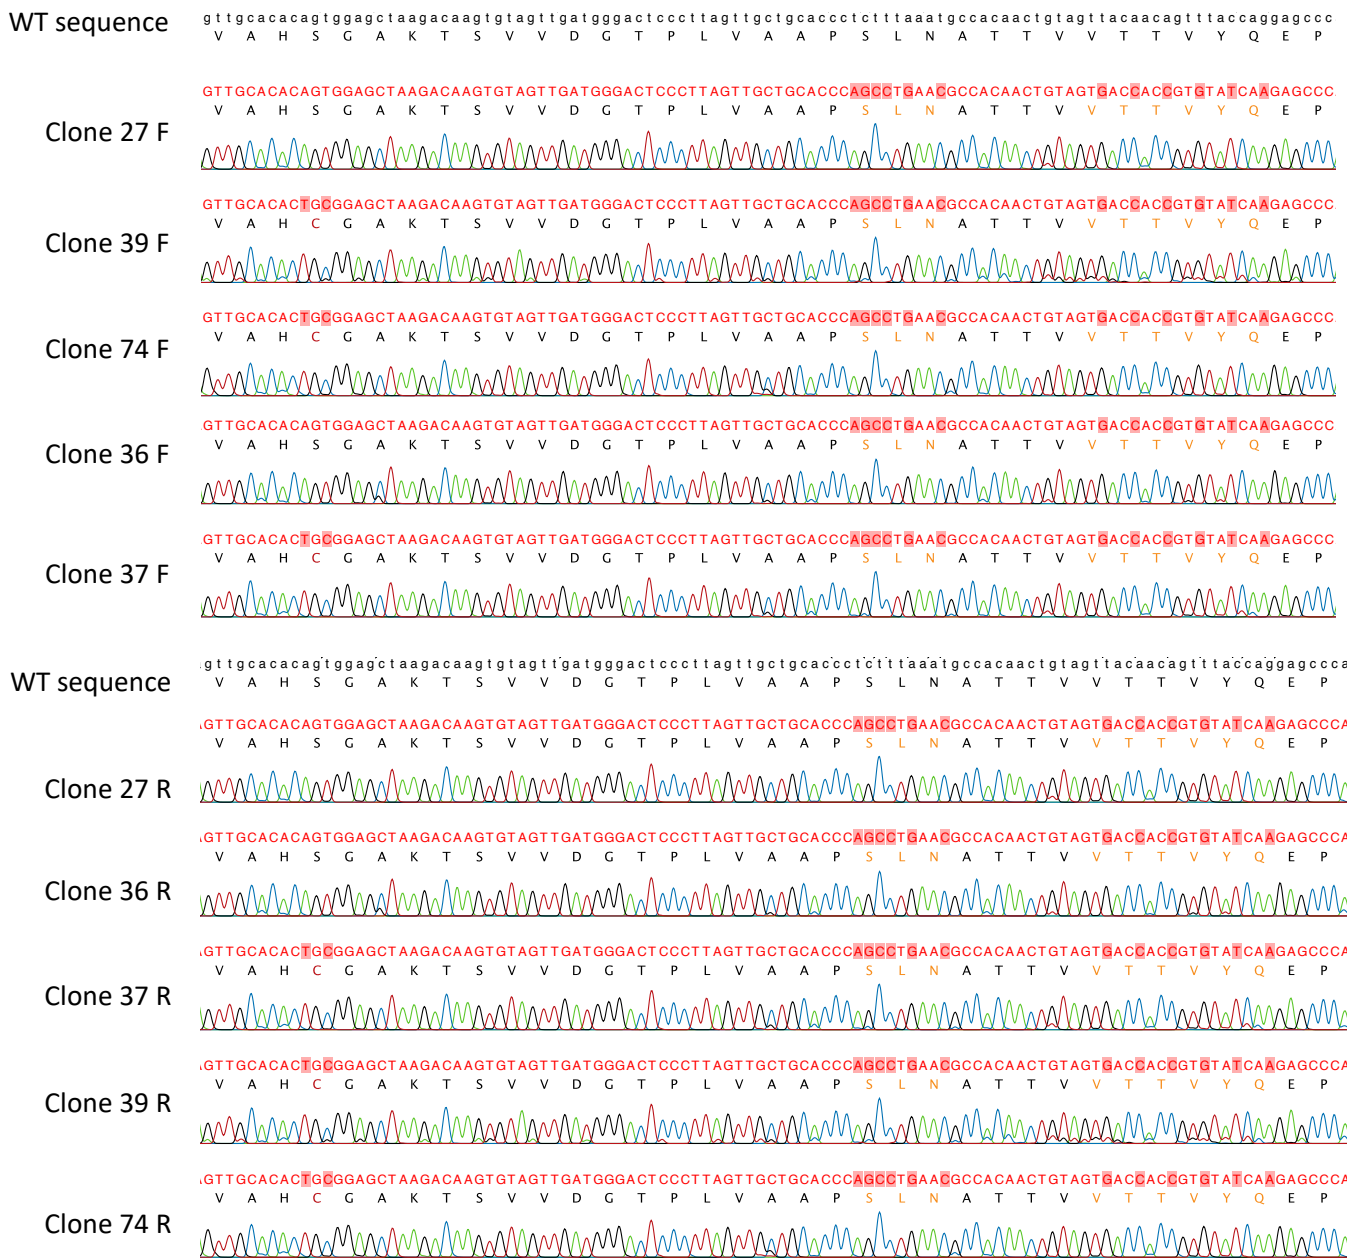 WT sequence
gttgcacacagtggagctaagacaagtgtagttgatgggactcccttagttgctgcaccctctttaaatgccacaactgtagttacaacagtttaccaggagccc
V A H S G A K T S V V D G T P L V A A P S L N A T T V V T T V Y Q E P
Clone 27 F
GTTGCACACAGTGGAGCTAAGACAAGTGTAGTTGATGGGACTCCCTTAGTTGCTGCACCCAGCCTGAACGCCACAACTGTAGTGACCACCGTGTATCAAGAGCCC
V A H S G A K T S V V D G T P L V A A P S L N A T T V V T T V Y Q E P
Clone 39 F
GTTGCACACTGCGGAGCTAAGACAAGTGTAGTTGATGGGACTCCCTTAGTTGCTGCACCCAGCCTGAACGCCACAACTGTAGTGACCACCGTGTATCAAGAGCCC
V A H C G A K T S V V D G T P L V A A P S L N A T T V V T T V Y Q E P
Clone 74 F
GTTGCACACTGCGGAGCTAAGACAAGTGTAGTTGATGGGACTCCCTTAGTTGCTGCACCCAGCCTGAACGCCACAACTGTAGTGACCACCGTGTATCAAGAGCCC
V A H C G A K T S V V D G T P L V A A P S L N A T T V V T T V Y Q E P
Clone 36 F
GTTGCACACAGTGGAGCTAAGACAAGTGTAGTTGATGGGACTCCCTTAGTTGCTGCACCCAGCCTGAACGCCACAACTGTAGTGACCACCGTGTATCAAGAGCCC
V A H S G A K T S V V D G T P L V A A P S L N A T T V V T T V Y Q E P
Clone 37 F
GTTGCACACTGCGGAGCTAAGACAAGTGTAGTTGATGGGACTCCCTTAGTTGCTGCACCCAGCCTGAACGCCACAACTGTAGTGACCACCGTGTATCAAGAGCCC
V A H C G A K T S V V D G T P L V A A P S L N A T T V V T T V Y Q E P
WT sequence
gttgcacacagtggagctaagacaagtgtagttgatgggactcccttagttgctgcaccctctttaaatgccacaactgtagttacaacagtttaccaggagccca
V A H S G A K T S V V D G T P L V A A P S L N A T T V V T T V Y Q E P
Clone 27 R
GTTGCACACAGTGGAGCTAAGACAAGTGTAGTTGATGGGACTCCCTTAGTTGCTGCACCCAGCCTGAACGCCACAACTGTAGTGACCACCGTGTATCAAGAGCCCA
V A H S G A K T S V V D G T P L V A A P S L N A T T V V T T V Y Q E P
Clone 36 R
GTTGCACACAGTGGAGCTAAGACAAGTGTAGTTGATGGGACTCCCTTAGTTGCTGCACCCAGCCTGAACGCCACAACTGTAGTGACCACCGTGTATCAAGAGCCCA
V A H S G A K T S V V D G T P L V A A P S L N A T T V V T T V Y Q E P
Clone 37 R
GTTGCACACTGCGGAGCTAAGACAAGTGTAGTTGATGGGACTCCCTTAGTTGCTGCACCCAGCCTGAACGCCACAACTGTAGTGACCACCGTGTATCAAGAGCCCA
V A H C G A K T S V V D G T P L V A A P S L N A T T V V T T V Y Q E P
Clone 39 R
GTTGCACACTGCGGAGCTAAGACAAGTGTAGTTGATGGGACTCCCTTAGTTGCTGCACCCAGCCTGAACGCCACAACTGTAGTGACCACCGTGTATCAAGAGCCCA
V A H C G A K T S V V D G T P L V A A P S L N A T T V V T T V Y Q E P
Clone 74 R
GTTGCACACTGCGGAGCTAAGACAAGTGTAGTTGATGGGACTCCCTTAGTTGCTGCACCCAGCCTGAACGCCACAACTGTAGTGACCACCGTGTATCAAGAGCCCA
V A H C G A K T S V V D G T P L V A A P S L N A T T V V T T V Y Q E P